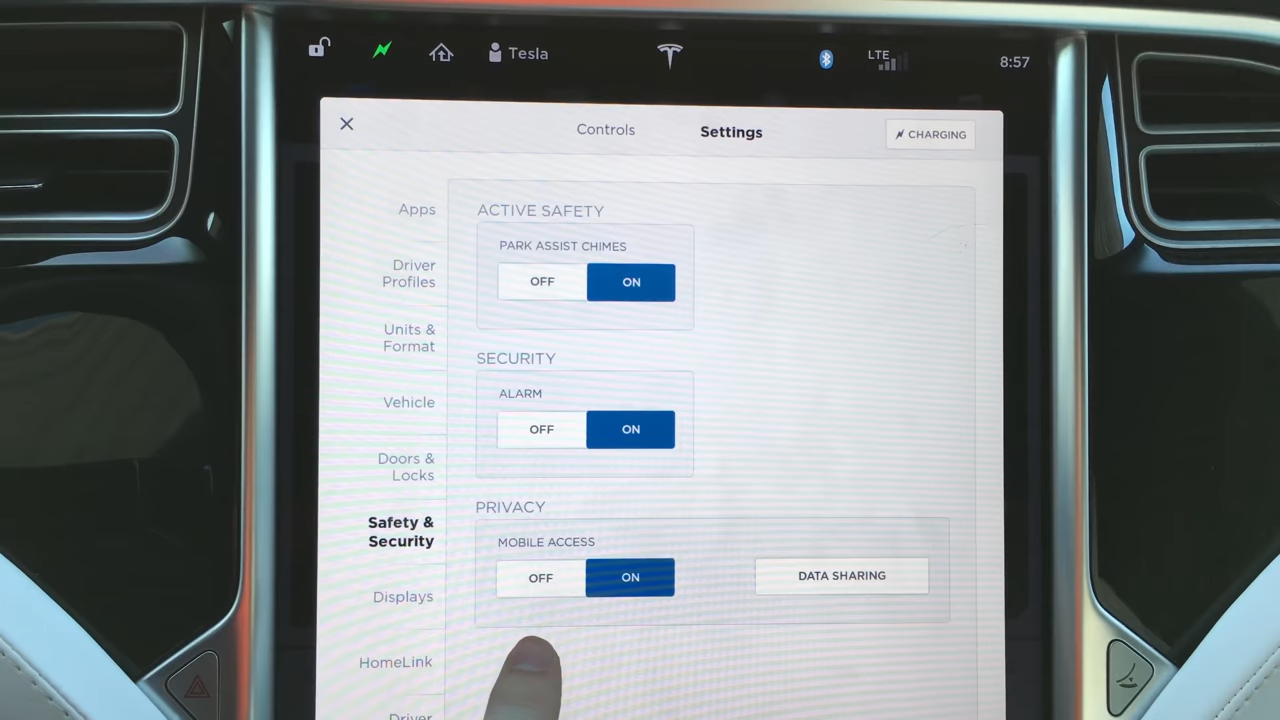 Tesla
LTE
8:57
Controls
Settings
CHARGING
Apps
Driver
Profiles
Units &
Format
Vehicle
Doors &
Locks
Safety &
Security
Displays
HomeLink
Driver
ACTIVE SAFETY
PARK ASSIST CHIMES
OFF
ON
SECURITY
ALARM
OFF
ON
PRIVACY
MOBILE ACCESS
OFF
ON
DATA SHARING